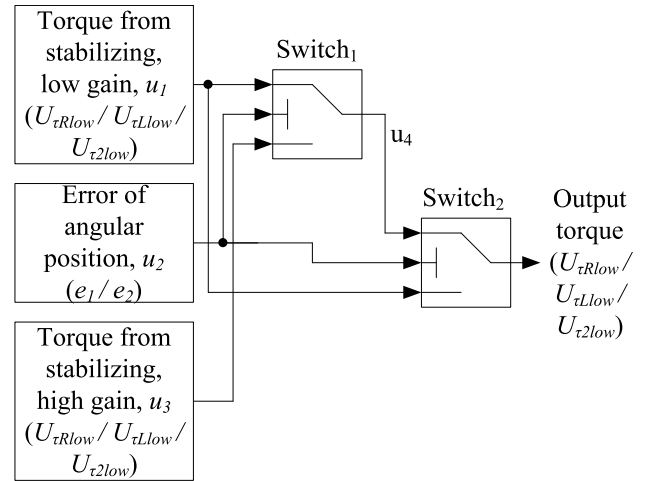 Torque from
stabilizing,
low gain, u1
(UτRlow / UτLlow /
Uτ2low)
Switch1
u4
Error of
angular
position, u2
(e1 / e2)
Switch2
Output
torque
(UτRlow /
UτLlow /
Uτ2low)
Torque from
stabilizing,
high gain, u3
(UτRlow / UτLlow /
Uτ2low)